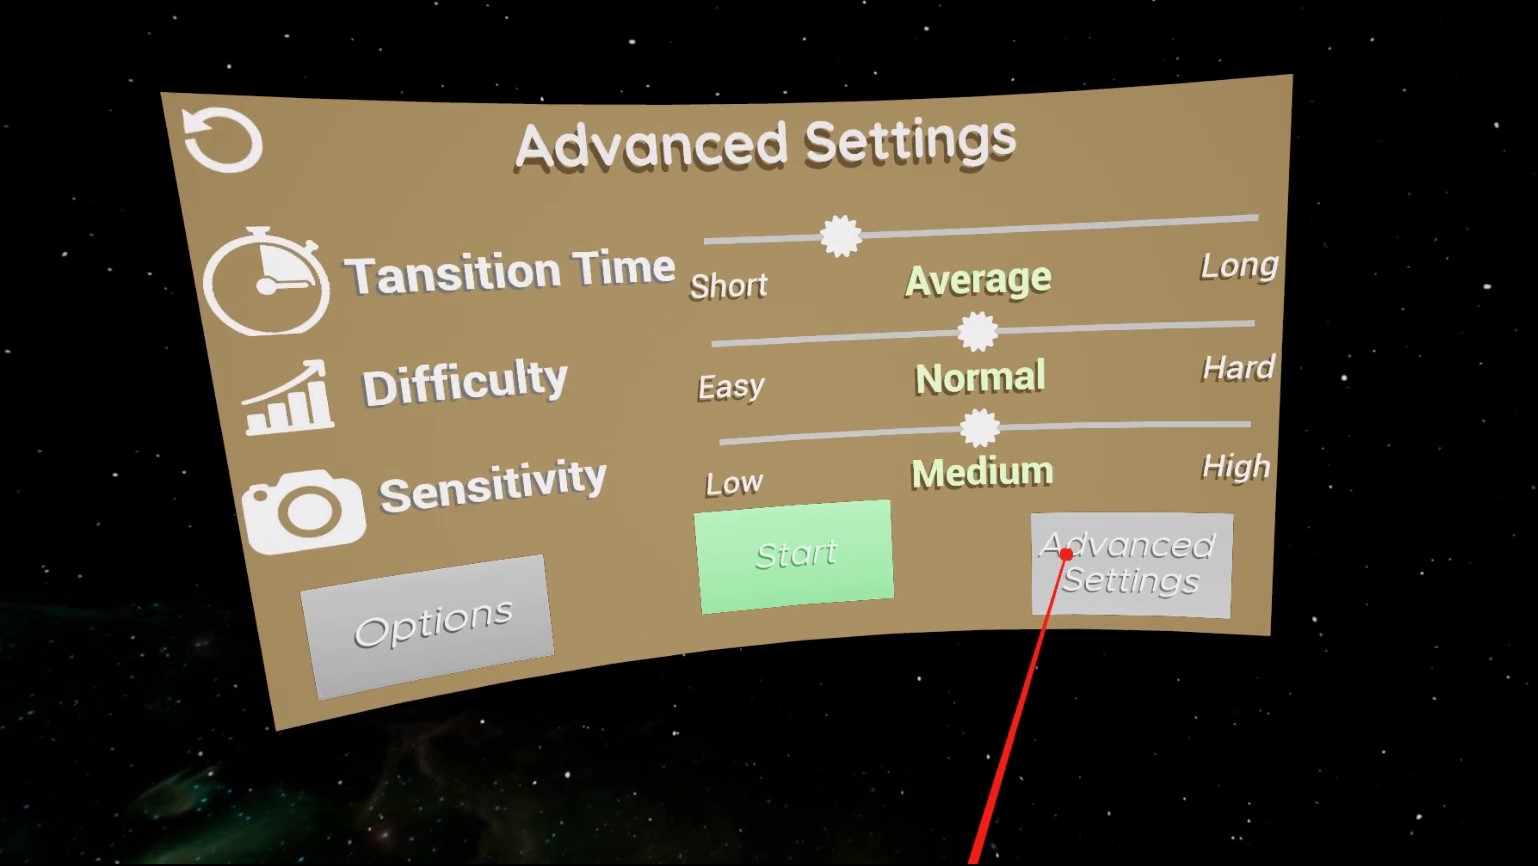 Advanced Settings
Tansition Time
Short Average Long
Difficulty
Easy Normal Hard
Sensitivity
Low Medium High
Options
Start
Advanced
Settings